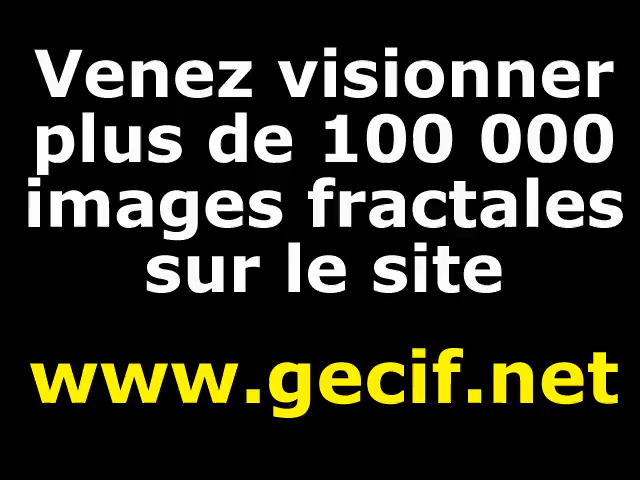 Venez visionner
plus de 100 000
images fractales
sur le site
www.gecif.net